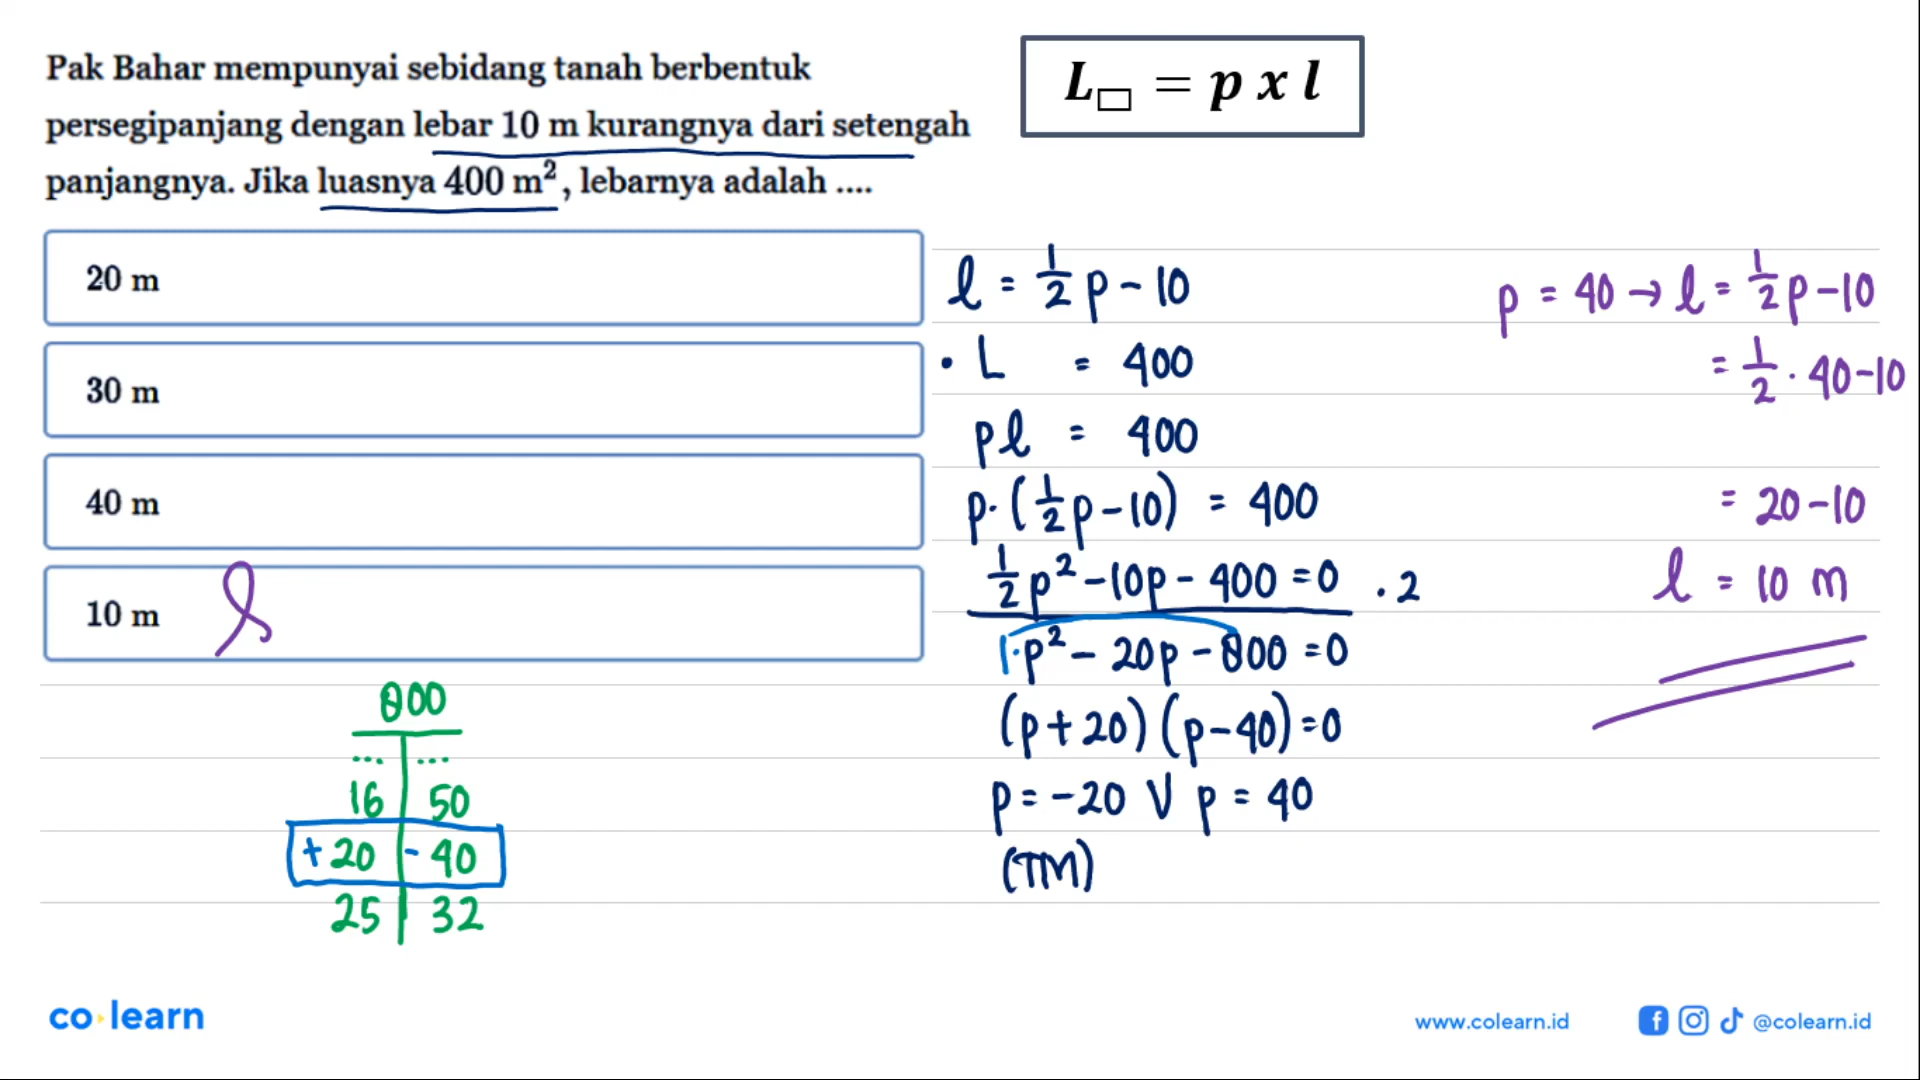 Pak Bahar mempunyai sebidang tanah berbentuk
persegipanjang dengan lebar 10 m kurangnya dari setengah
panjangnya. Jika luasnya 400 m², lebarnya adalah ....
L▭ = p x l
20 m
30 m
40 m
10 m
l = 1/2 p - 10
• L = 400
pl = 400
p · (1/2 p - 10) = 400
1/2 p² - 10p - 400 = 0 . 2
1·p² - 20p - 800 = 0
(p + 20) (p - 40) = 0
p = -20 V p = 40
(TM)
p = 40 → l = 1/2 p - 10
= 1/2 · 40 - 10
= 20 - 10
l = 10 m
800
... ...
16 50
+ 20 - 40
25 32
co learn
www.colearn.id
@colearn.id